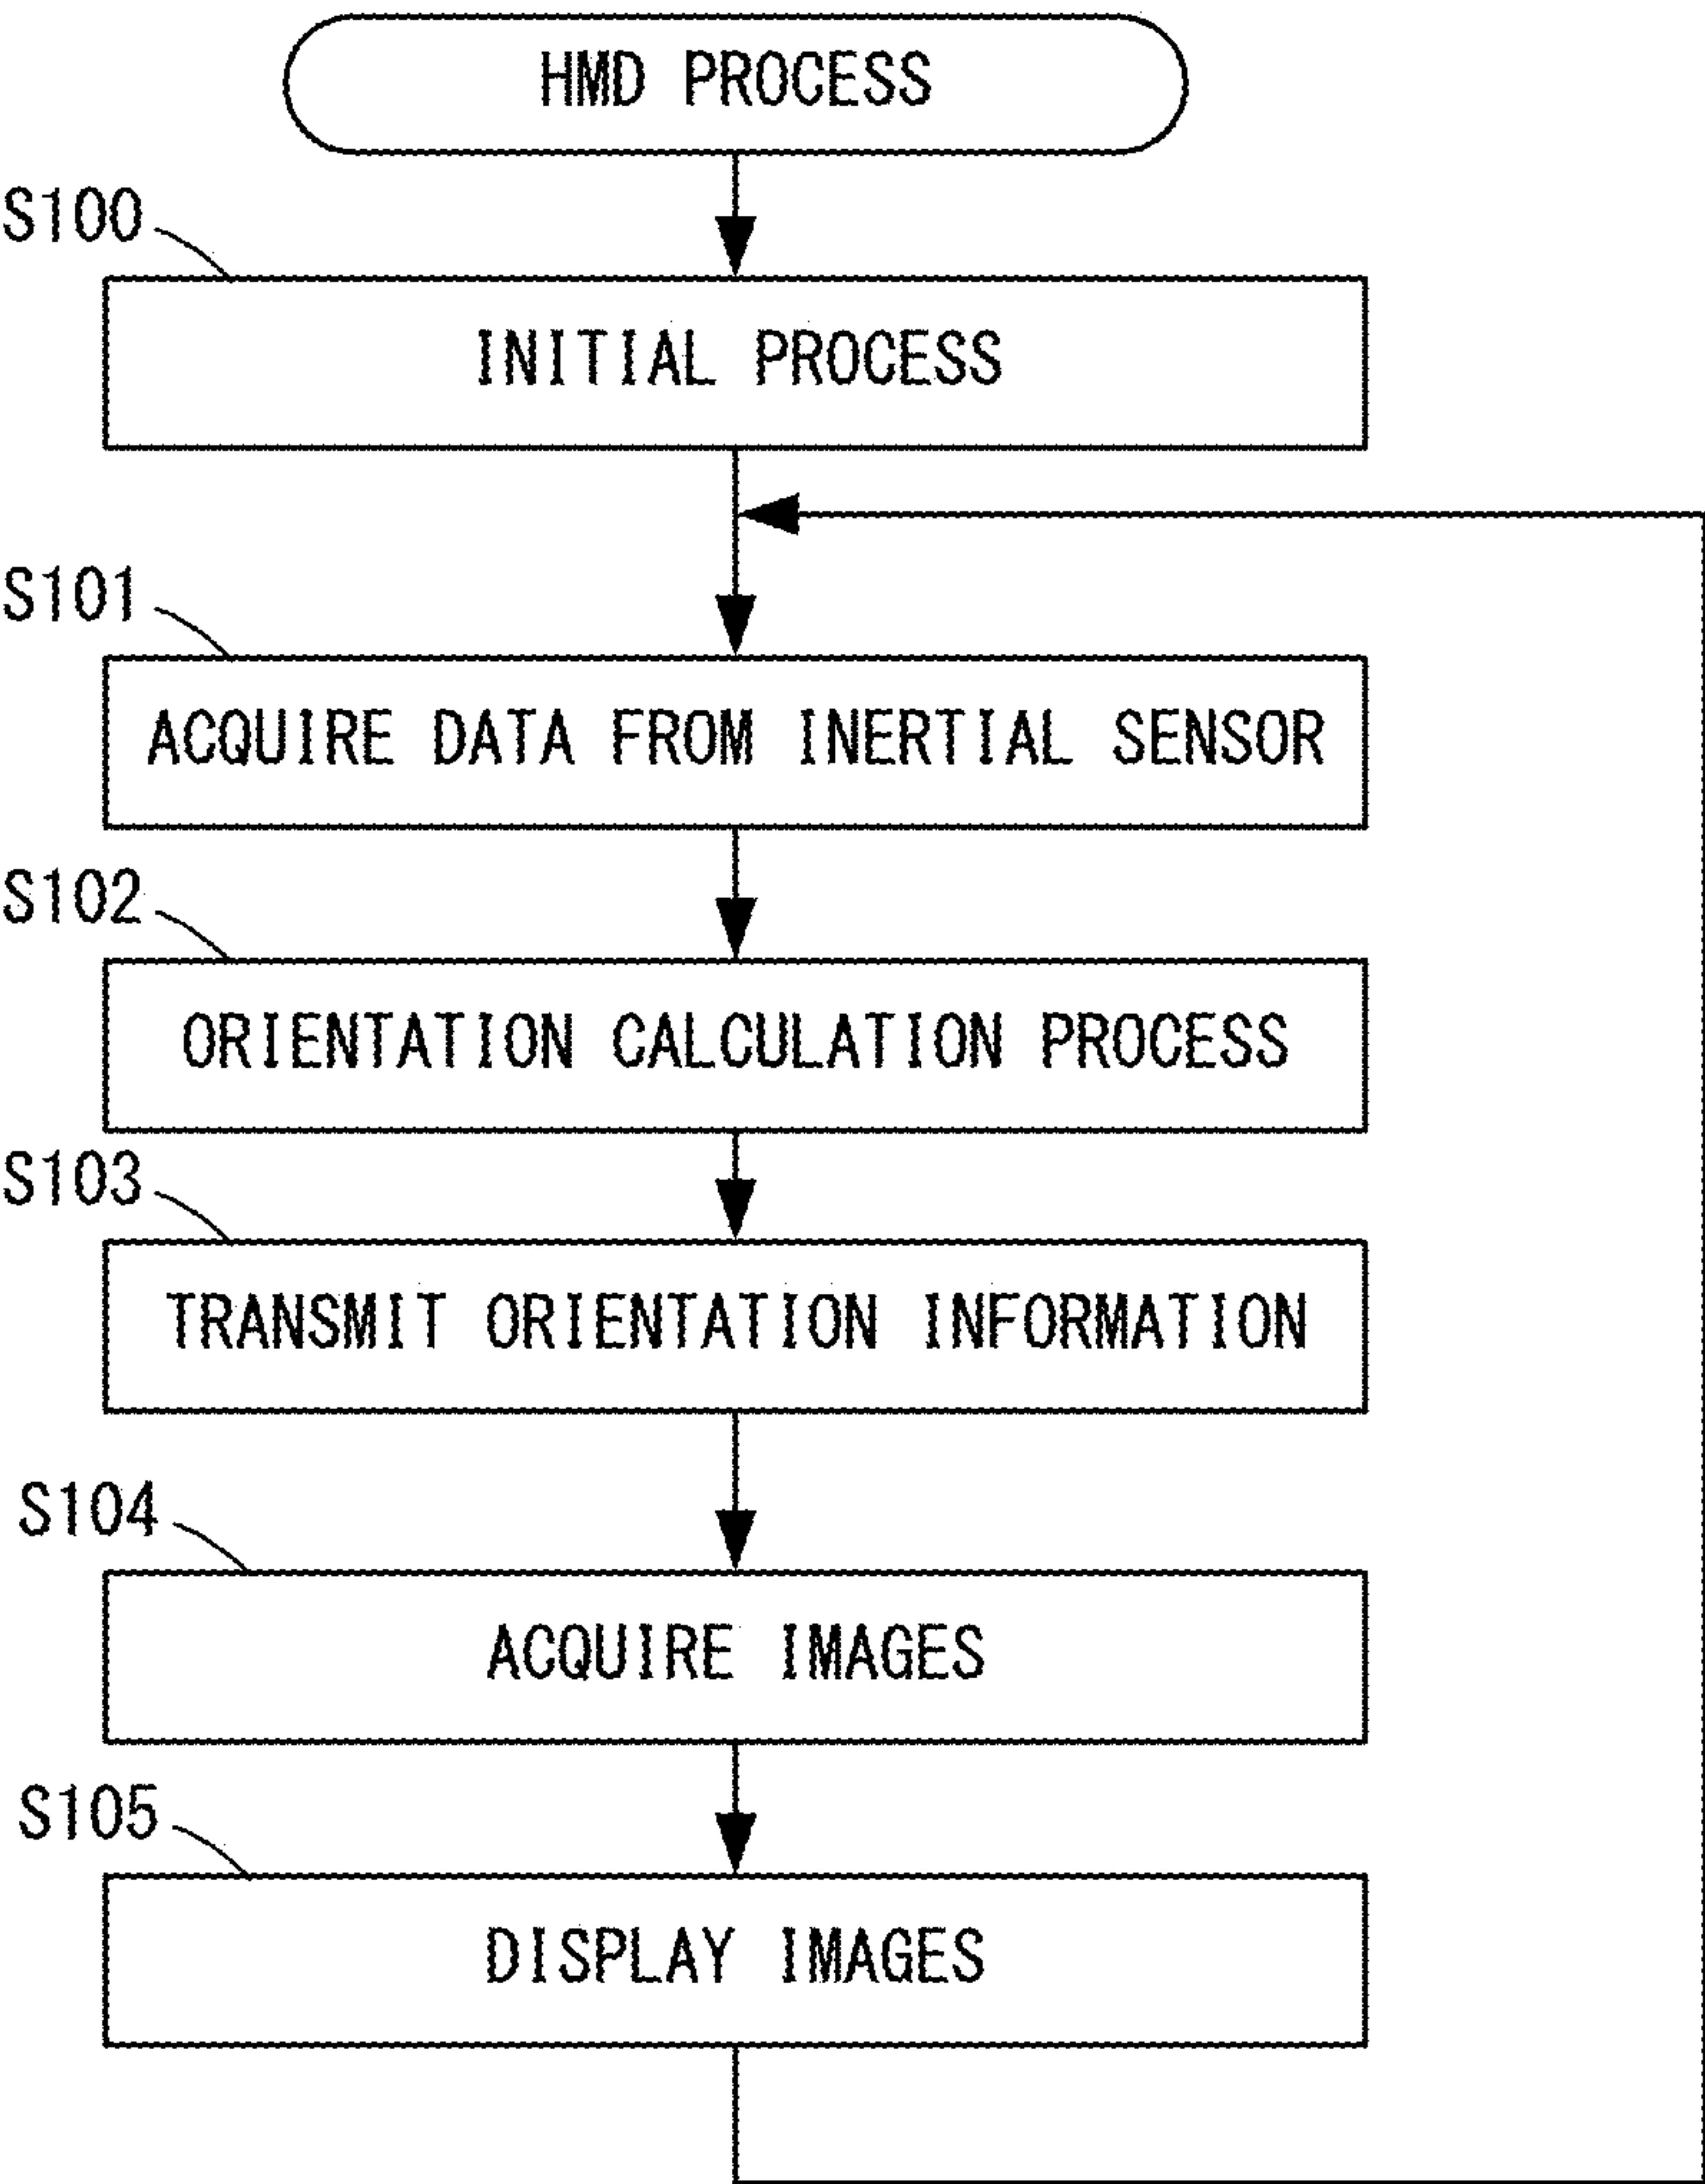 HMD PROCESS
S100
INITIAL PROCESS
S101
ACQUIRE DATA FROM INERTIAL SENSOR
S102
ORIENTATION CALCULATION PROCESS
S103
TRANSMIT ORIENTATION INFORMATION
S104
ACQUIRE IMAGES
S105
DISPLAY IMAGES